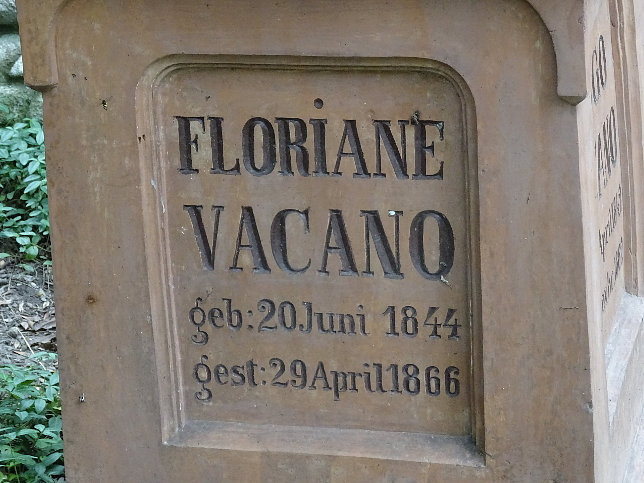 FLORIANE
VACANO
geb: 20 Juni 1844
gest: 29 April 1866